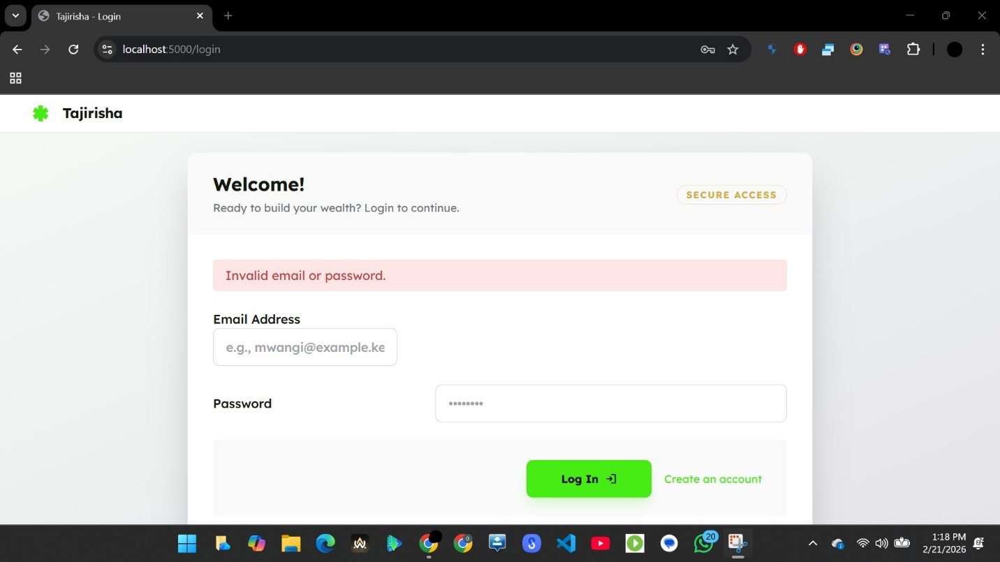 Tajirisha - Login
localhost:5000/login
Tajirisha
Welcome!
Ready to build your wealth? Login to continue.
SECURE ACCESS
Invalid email or password.
Email Address
e.g., mwangi@example.ke
Password
Log In
Create an account
20
1:18 PM
2/21/2026